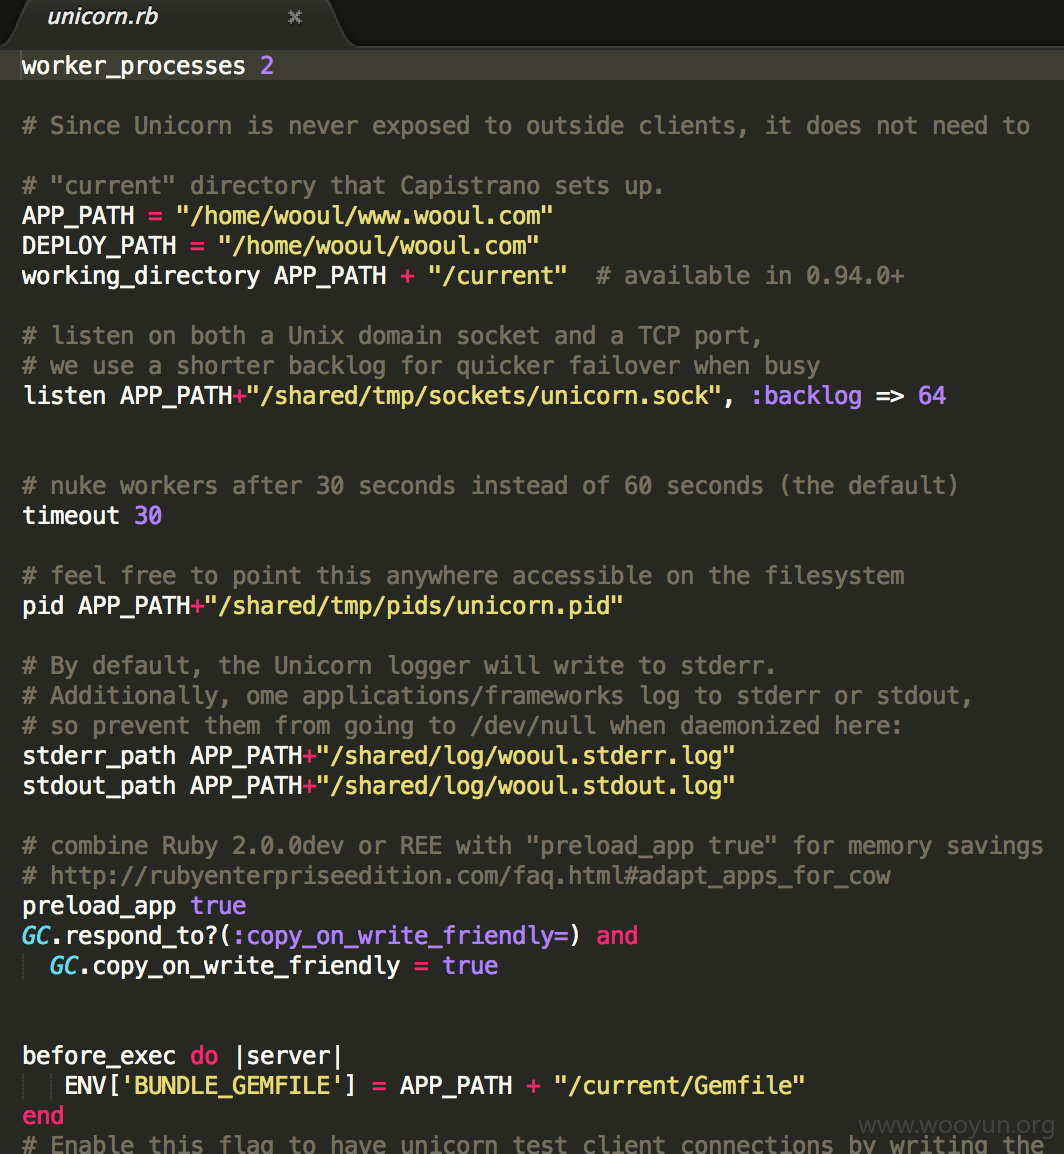 unicorn.rb ×
worker_processes 2
# Since Unicorn is never exposed to outside clients, it does not need to
# "current" directory that Capistrano sets up.
APP_PATH = "/home/wooul/www.wooul.com"
DEPLOY_PATH = "/home/wooul/wooul.com"
working_directory APP_PATH + "/current"  # available in 0.94.0+
# listen on both a Unix domain socket and a TCP port,
# we use a shorter backlog for quicker failover when busy
listen APP_PATH+"/shared/tmp/sockets/unicorn.sock", :backlog => 64
# nuke workers after 30 seconds instead of 60 seconds (the default)
timeout 30
# feel free to point this anywhere accessible on the filesystem
pid APP_PATH+"/shared/tmp/pids/unicorn.pid"
# By default, the Unicorn logger will write to stderr.
# Additionally, ome applications/frameworks log to stderr or stdout,
# so prevent them from going to /dev/null when daemonized here:
stderr_path APP_PATH+"/shared/log/wooul.stderr.log"
stdout_path APP_PATH+"/shared/log/wooul.stdout.log"
# combine Ruby 2.0.0dev or REE with "preload_app true" for memory savings
# http://rubyenterpriseedition.com/faq.html#adapt_apps_for_cow
preload_app true
GC.respond_to?(:copy_on_write_friendly=) and
  GC.copy_on_write_friendly = true
before_exec do |server|
   ENV['BUNDLE_GEMFILE'] = APP_PATH + "/current/Gemfile"
end
www.wooyun.org
# Enable this flag to have unicorn test client connections by writing the